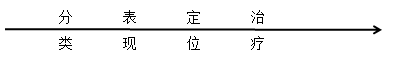 分 表 定 治
类 现 位 疗